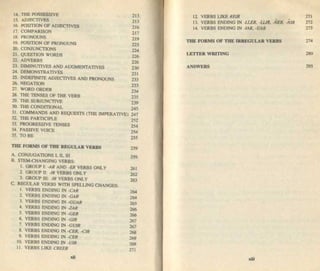 14. THE POSSESSIVE 213
15. ADJECTIVES 213
16. POSITION OF ADJECTIVES 216
17. COMPARISON 217
18. PRONOUNS 219
19. POSITION OF PRONOUNS 223
20. CONJUNCTIONS 224
21. QUESTION WORDS 226
22. ADVERBS
23. DIMINUTIVES AND AUGMENTATIVES 230
24. DEMONSTRATIVES 231
25. INDEFINITE ADJECTIVES AND PRONOUNS 233
26. NEGATION 233
27. WORD ORDER 234
28. THE TENSES OF THE VERB 235
29. THE SUBJUNCTIVE 239
30. THE CONDITIONAL 245
31. COMMANDS AND REQUESTS (THE IMPERATIVE) 247
32. THE PARTICIPLE 252
33. PROGRESSIVE TENSES 254
34. PASSIVE VOICE 254
35. TO BE 255
THE FORMS OF THE REGULAR VERBS 259
A. CONJUGATIONS I, II, III 259
B. STEM-CHANGING VERBS:
1. GROUP I: -AR AND -ER VERBS ONLY 261
2. GROUP II: -IR VERBS ONLY 262
3. GROUP III: -IR VERBS ONLY 263
C. REGULAR VERBS WITH SPELLING CHANGES:
1. VERBS ENDING IN -CAR 264
2. VERBS ENDING IN -GAR 264
3. VERBS ENDING IN -GUAR 265
4. VERBS ENDING IN -ZAR 266
5. VERBS ENDING IN -GER 266
6. VERBS ENDING IN -GIR 267
7. VERBS ENDING IN -GUIR 267
8. VERBS ENDING IN -CER, -CIR 268
9. VERBS ENDING IN -CER 269
10. VERBS ENDING IN -UIR
11. VERBS LIKE CREER 271
xii
12. VERBS LIKE REIR 271
13. VERBS ENDING IN -LLER, -LLIR, -ÑER, -ÑIR 272
14. VERBS ENDING IN -IAR, -UAR 273
THE FORMS OF THE IRREGULAR VERBS 274
LETTER WRITING 289
ANSWERS 295
xiii